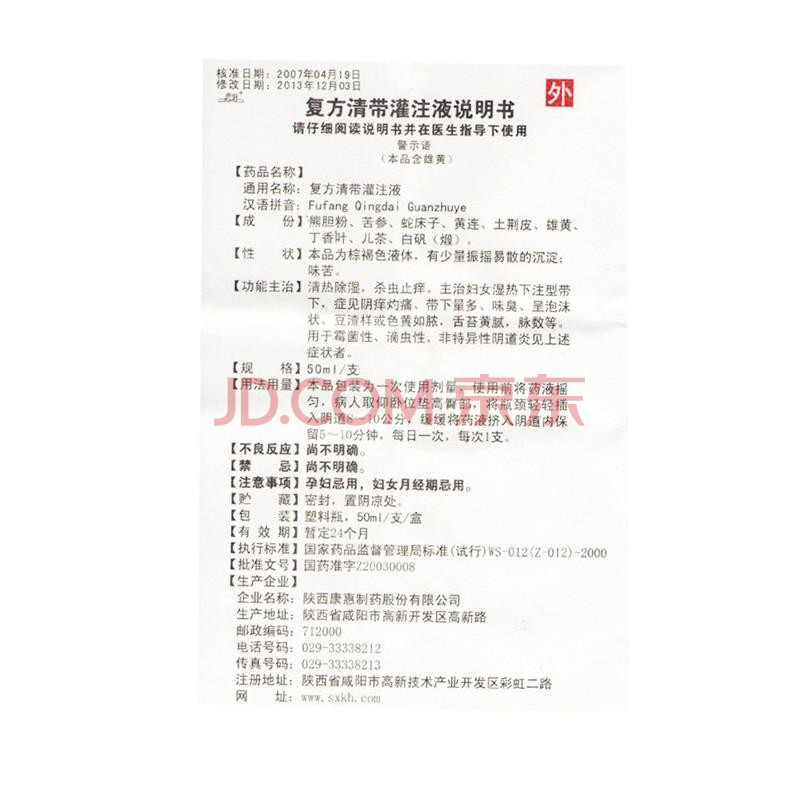 核准日期：2007年04月19日
修改日期：2013年12月03日
外
复方清带灌注液说明书
请仔细阅读说明书并在医生指导下使用
警示语
（本品含雄黄）
【药品名称】
通用名称：复方清带灌注液
汉语拼音：Fufang Qingdai Guanzhuye
【成　份】熊胆粉、苦参、蛇床子、黄连、土荆皮、雄黄、
丁香叶、儿茶、白矾（煅）。
【性　状】本品为棕褐色液体，有少量振摇易散的沉淀；
味苦。
【功能主治】清热除湿，杀虫止痒。主治妇女湿热下注型带
下，症见阴痒灼痛、带下量多、味臭、呈泡沫
状、豆渣样或色黄如脓，舌苔黄腻，脉数等。
用于霉菌性、滴虫性、非特异性阴道炎见上述
症状者。
【规　格】50ml/支
【用法用量】本品包装为一次使用剂量。使用前将药液摇
匀，病人取仰卧位垫高臀部，将瓶颈轻轻插
入阴道8～10公分，缓缓将药液挤入阴道内保
留5～10分钟，每日一次，每次1支。
JD.COM 京东
【不良反应】尚不明确。
【禁　忌】尚不明确。
【注意事项】孕妇忌用，妇女月经期忌用。
【贮　藏】密封，置阴凉处。
【包　装】塑料瓶，50ml/支/盒
【有 效 期】暂定24个月
【执行标准】国家药品监督管理局标准(试行)WS-012(Z-012)-2000
【批准文号】国药准字Z20030008
【生产企业】
企业名称：陕西康惠制药股份有限公司
生产地址：陕西省咸阳市高新开发区高新路
邮政编码：712000
电话号码：029-33338212
传真号码：029-33338213
注册地址：陕西省咸阳市高新技术产业开发区彩虹二路
网　址：www.sxkh.com